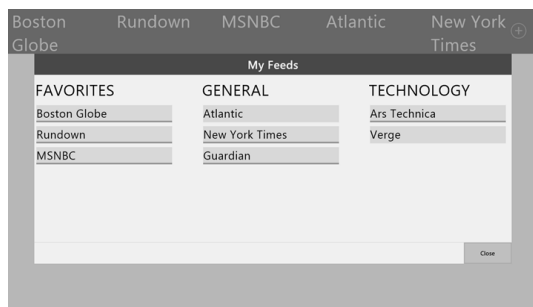 Boston Globe
Rundown
MSNBC
Atlantic
New York Times
My Feeds
FAVORITES
Boston Globe
Rundown
MSNBC
GENERAL
Atlantic
New York Times
Guardian
TECHNOLOGY
Ars Technica
Verge
Close